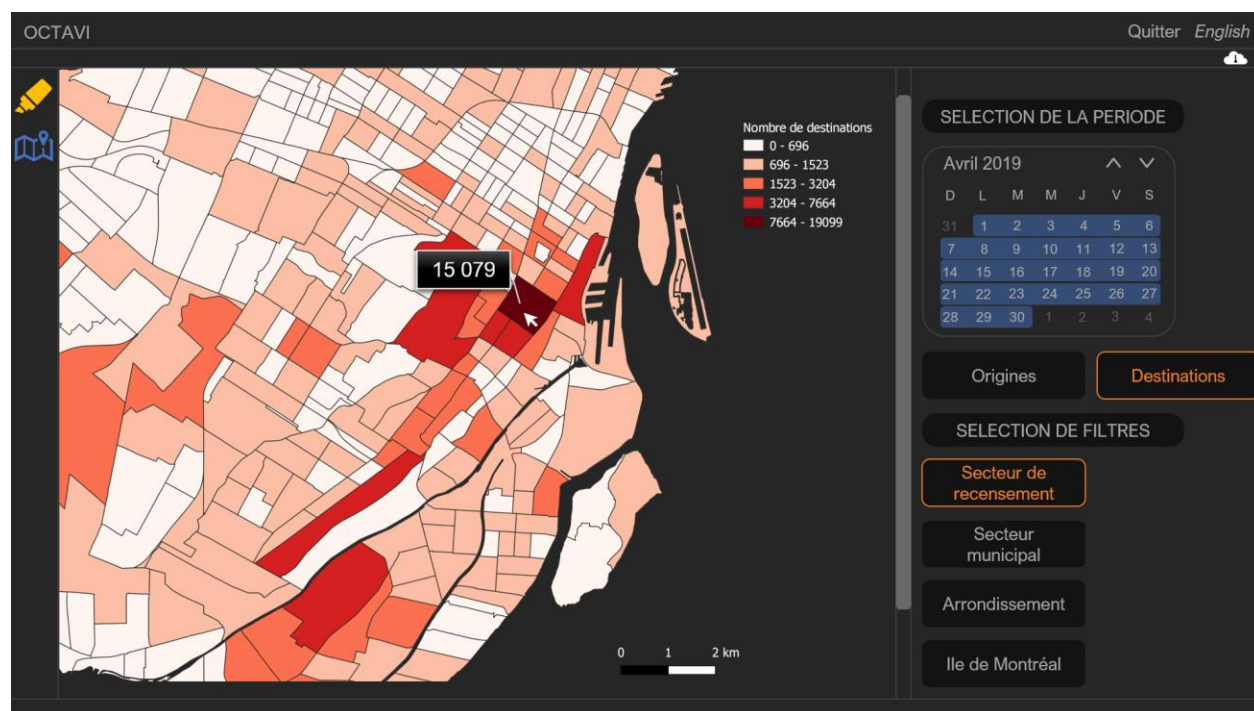 OCTAVI
Quitter English
SELECTION DE LA PERIODE
Nombre de destinations
0 - 696
696 - 1523
1523 - 3204
3204 - 7664
7664 - 19099
15 079
Avril 2019
D L M M J V S
31 1 2 3 4 5 6
7 8 9 10 11 12 13
14 15 16 17 18 19 20
21 22 23 24 25 26 27
28 29 30 1 2 3 4
Origines
Destinations
SELECTION DE FILTRES
Secteur de
recensement
Secteur
municipal
Arrondissement
Ile de Montréal
0 1 2 km